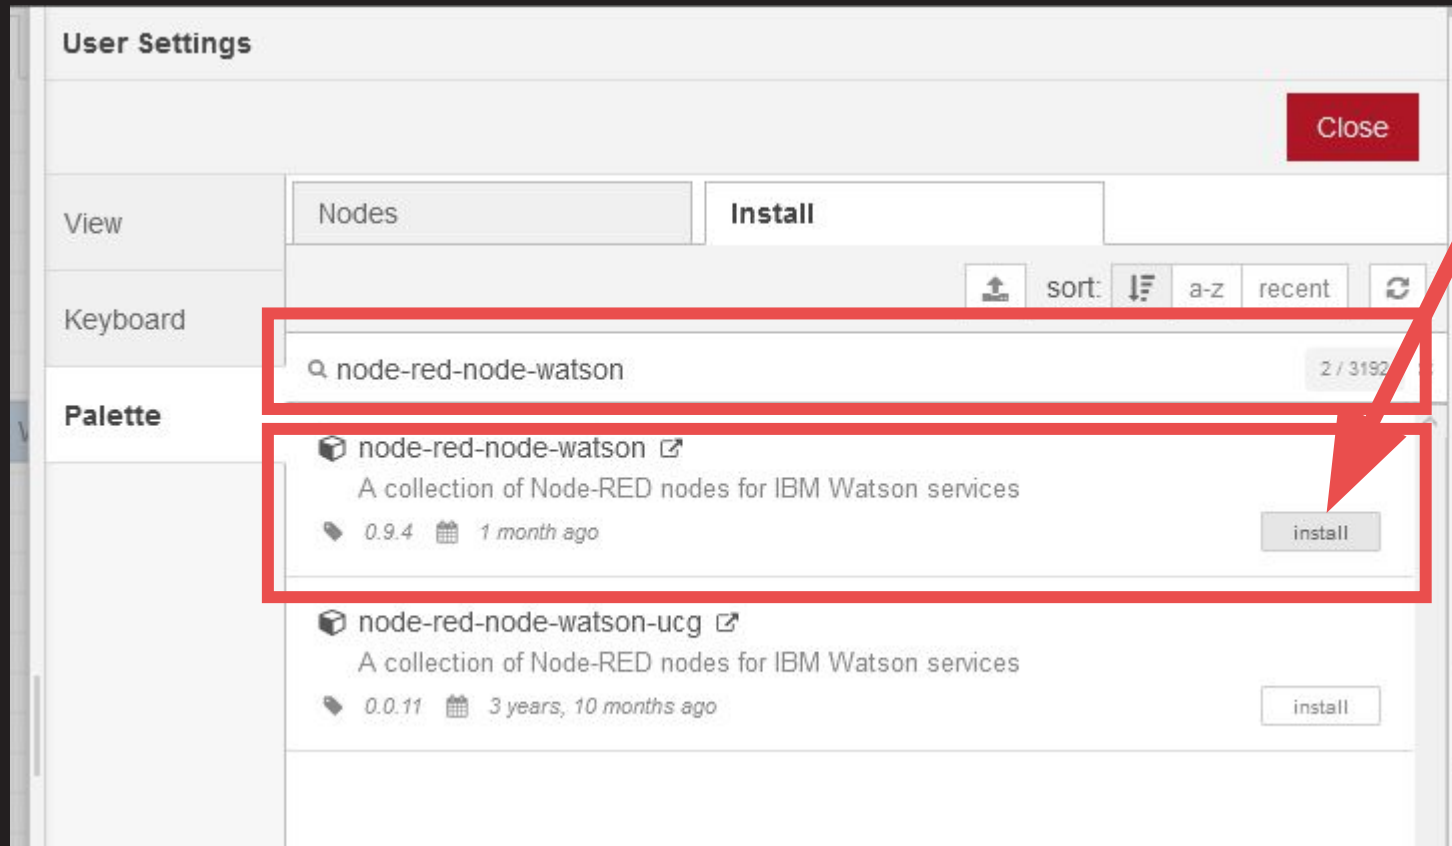 User Settings
Close
View
Keyboard
Palette
Nodes
Install
sort:
a-z
recent
node-red-node-watson
2 / 3192
node-red-node-watson
A collection of Node-RED nodes for IBM Watson services
0.9.4 1 month ago
install
node-red-node-watson-ucg
A collection of Node-RED nodes for IBM Watson services
0.0.11 3 years, 10 months ago
install